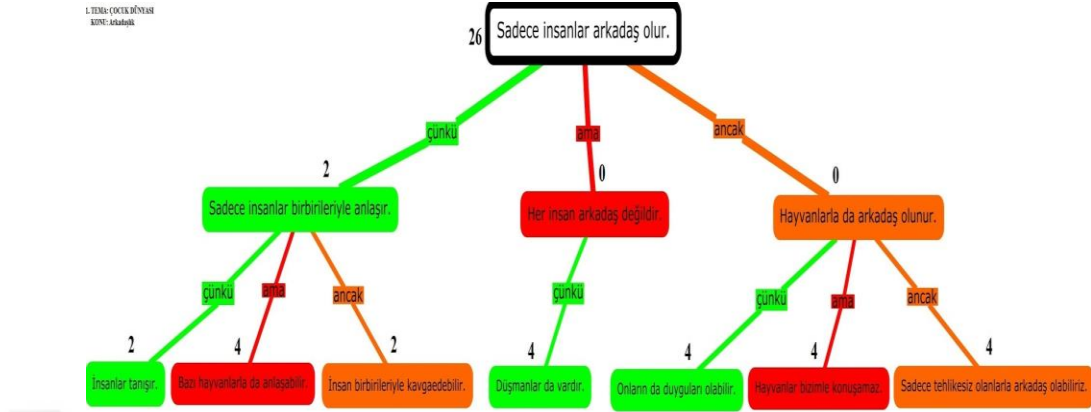 1. TEMA: ÇOCUK DÜNYASI
KONU: Arkadaşlık
26
Sadece insanlar arkadaş olur.
çünkü
ama
ancak
2
0
0
Sadece insanlar birbirileriyle anlaşır.
Her insan arkadaş değildir.
Hayvanlarla da arkadaş olunur.
çünkü
ama
ancak
çünkü
çünkü
ama
ancak
2
4
2
4
4
4
4
İnsanlar tanışır.
Bazı hayvanlarla da anlaşabilir.
İnsan birbirileriyle kavgaedebilir.
Düşmanlar da vardır.
Onların da duyguları olabilir.
Hayvanlar bizimle konuşamaz.
Sadece tehlikesiz olanlarla arkadaş olabiliriz.